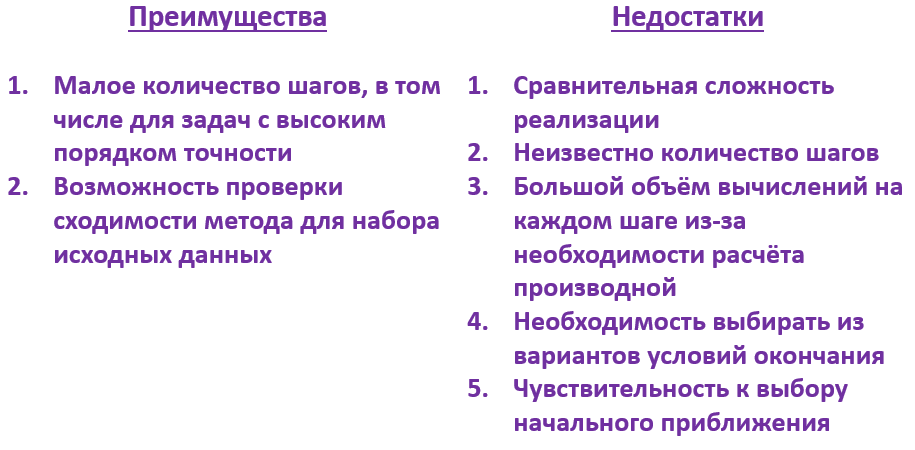 Преимущества
1. Малое количество шагов, в том
числе для задач с высоким
порядком точности
2. Возможность проверки
сходимости метода для набора
исходных данных
Недостатки
1. Сравнительная сложность
реализации
2. Неизвестно количество шагов
3. Большой объём вычислений на
каждом шаге из-за
необходимости расчёта
производной
4. Необходимость выбирать из
вариантов условий окончания
5. Чувствительность к выбору
начального приближения